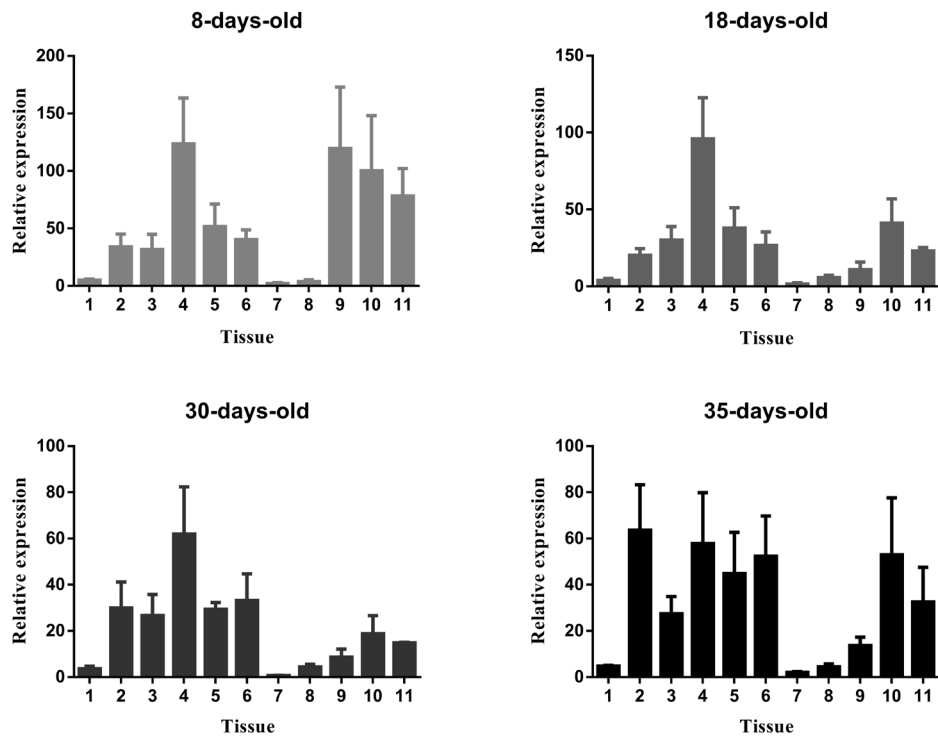 8-days-old
200
150
100
50
0
Relative expression
1 2 3 4 5 6 7 8 9 10 11
Tissue
18-days-old
150
100
50
0
Relative expression
1 2 3 4 5 6 7 8 9 10 11
Tissue
30-days-old
100
80
60
40
20
0
Relative expression
1 2 3 4 5 6 7 8 9 10 11
Tissue
35-days-old
100
80
60
40
20
0
Relative expression
1 2 3 4 5 6 7 8 9 10 11
Tissue